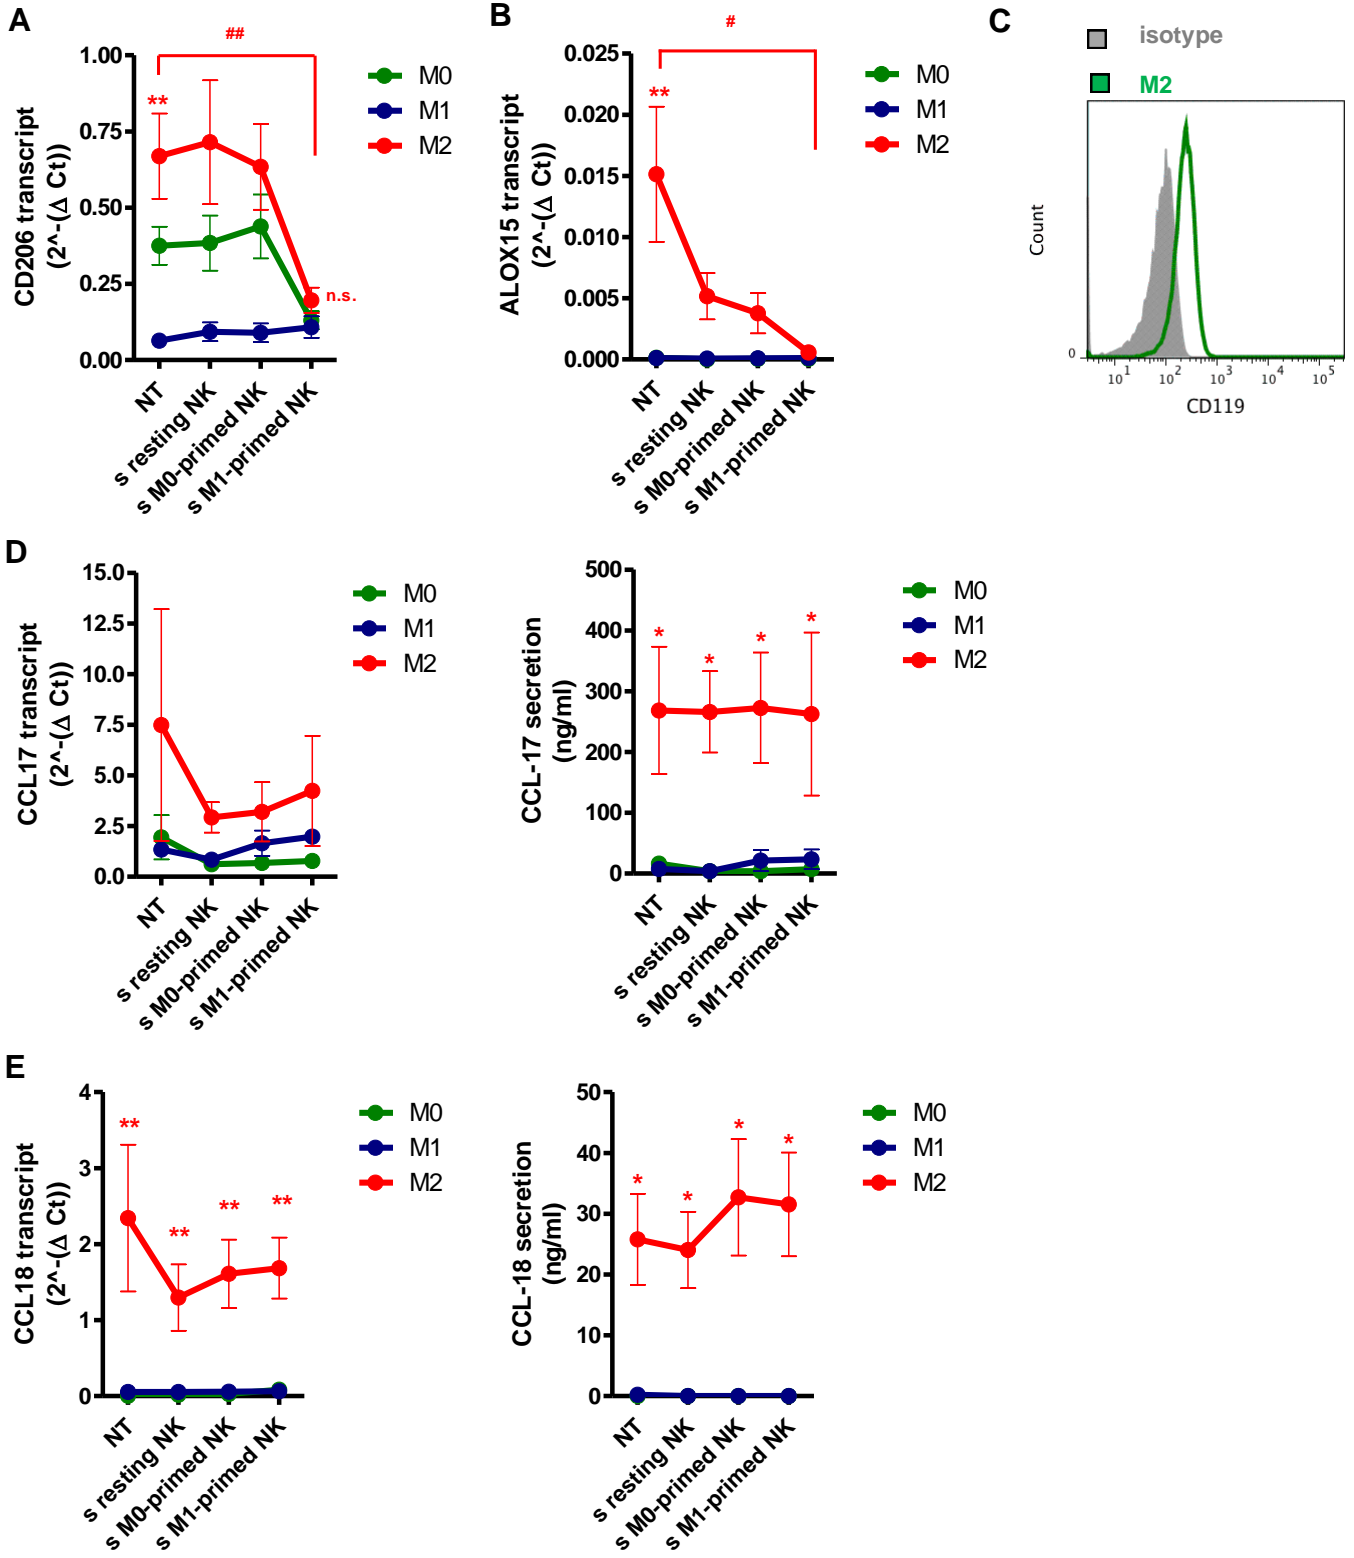 A
##
1.00
0.75
0.50
0.25
0.00
CD206 transcript
(2^-(Δ Ct))
**
n.s.
M0
M1
M2
NT
s resting NK
s M0-primed NK
s M1-primed NK
B
#
0.025
0.020
0.015
0.010
0.005
0.000
ALOX15 transcript
(2^-(Δ Ct))
**
M0
M1
M2
NT
s resting NK
s M0-primed NK
s M1-primed NK
C
isotype
M2
Count
0
10^1 10^2 10^3 10^4 10^5
CD119
D
15.0
12.5
10.0
7.5
5.0
2.5
0.0
CCL17 transcript
(2^-(Δ Ct))
M0
M1
M2
NT
s resting NK
s M0-primed NK
s M1-primed NK
500
400
300
200
100
0
CCL-17 secretion
(ng/ml)
* * * *
M0
M1
M2
NT
s resting NK
s M0-primed NK
s M1-primed NK
E
4
3
2
1
0
CCL18 transcript
(2^-(Δ Ct))
** ** ** **
M0
M1
M2
NT
s resting NK
s M0-primed NK
s M1-primed NK
50
40
30
20
10
0
CCL-18 secretion
(ng/ml)
* * * *
M0
M1
M2
NT
s resting NK
s M0-primed NK
s M1-primed NK